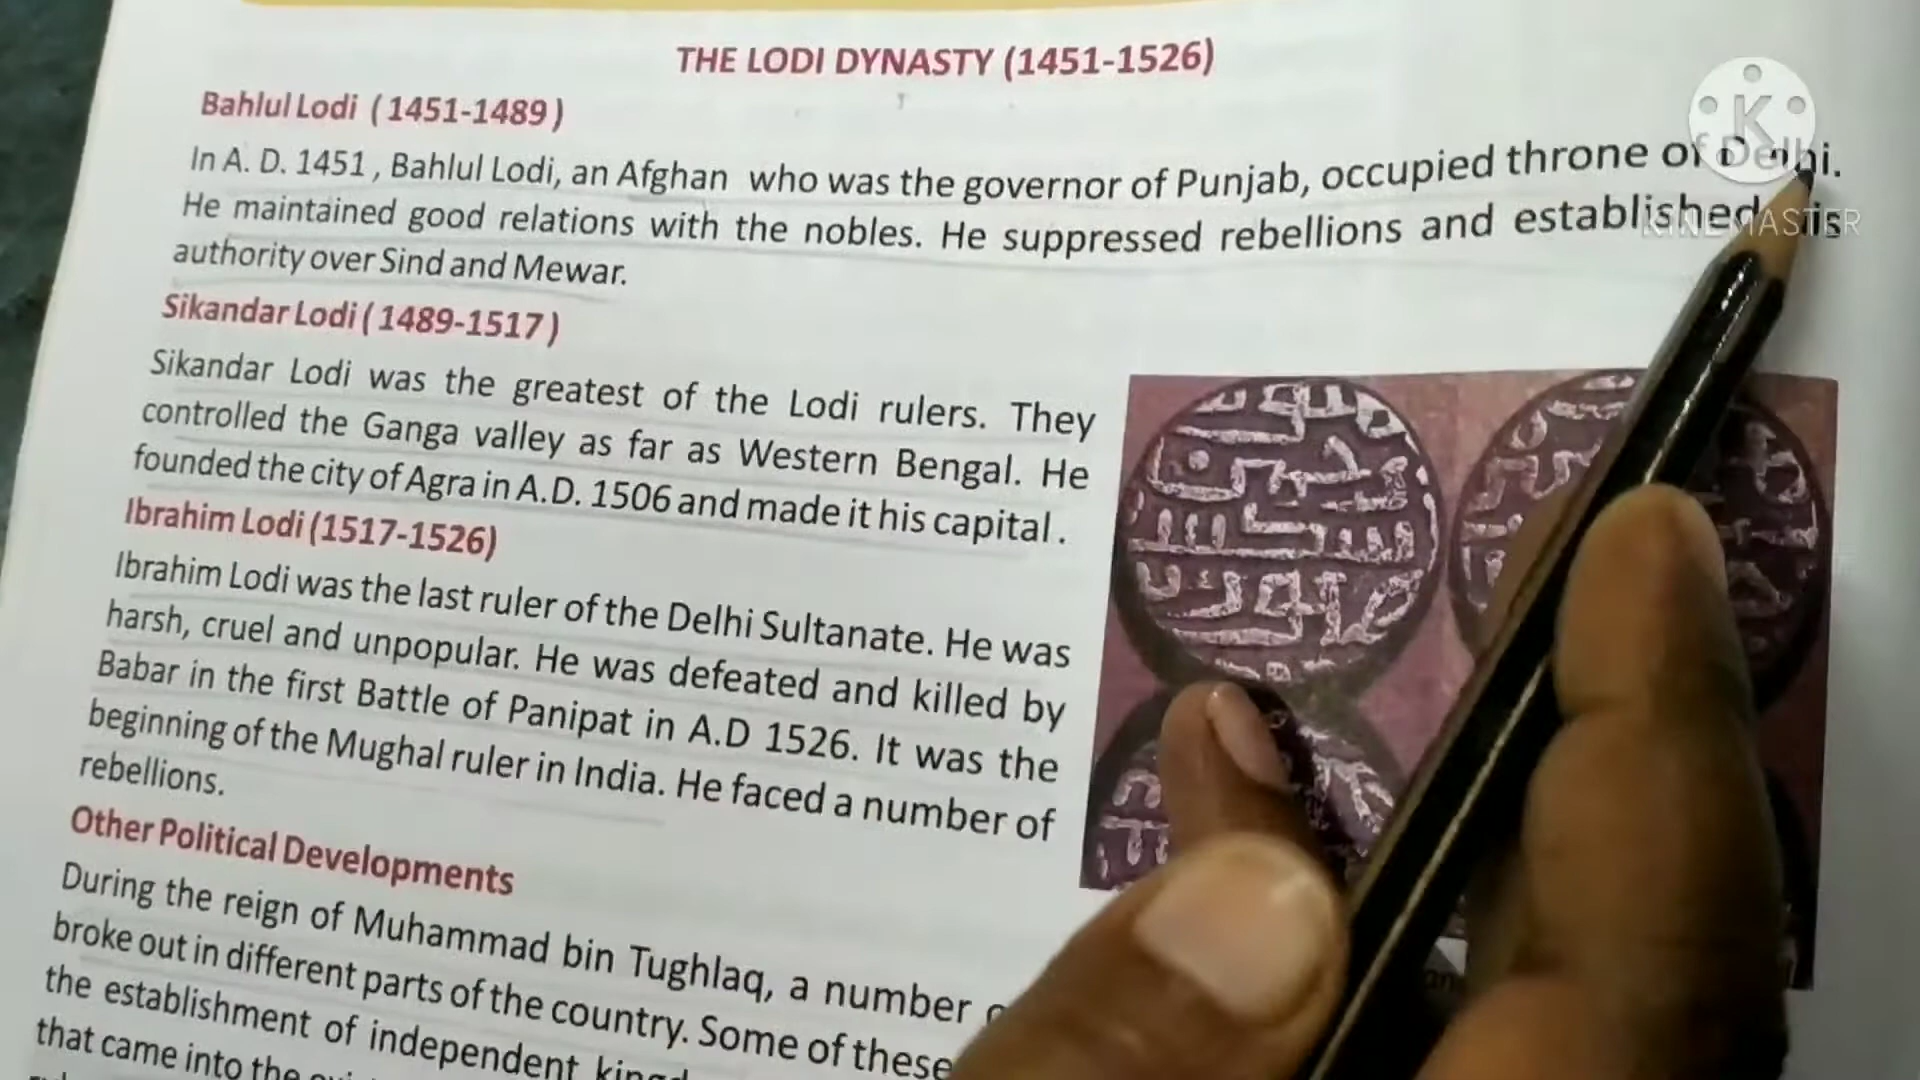 THE LODI DYNASTY (1451-1526)
Bahlul Lodi (1451-1489)
In A. D. 1451, Bahlul Lodi, an Afghan who was the governor of Punjab, occupied throne of Delhi.
He maintained good relations with the nobles. He suppressed rebellions and established
authority over Sind and Mewar.
Sikandar Lodi (1489-1517)
Sikandar Lodi was the greatest of the Lodi rulers. They
controlled the Ganga valley as far as Western Bengal. He
founded the city of Agra in A.D. 1506 and made it his capital.
Ibrahim Lodi (1517-1526)
Ibrahim Lodi was the last ruler of the Delhi Sultanate. He was
harsh, cruel and unpopular. He was defeated and killed by
Babar in the first Battle of Panipat in A.D 1526. It was the
beginning of the Mughal ruler in India. He faced a number of
rebellions.
Other Political Developments
During the reign of Muhammad bin Tughlaq, a number
broke out in different parts of the country. Some of these
the establishment of independent
that came into the
K
KINEMASTER